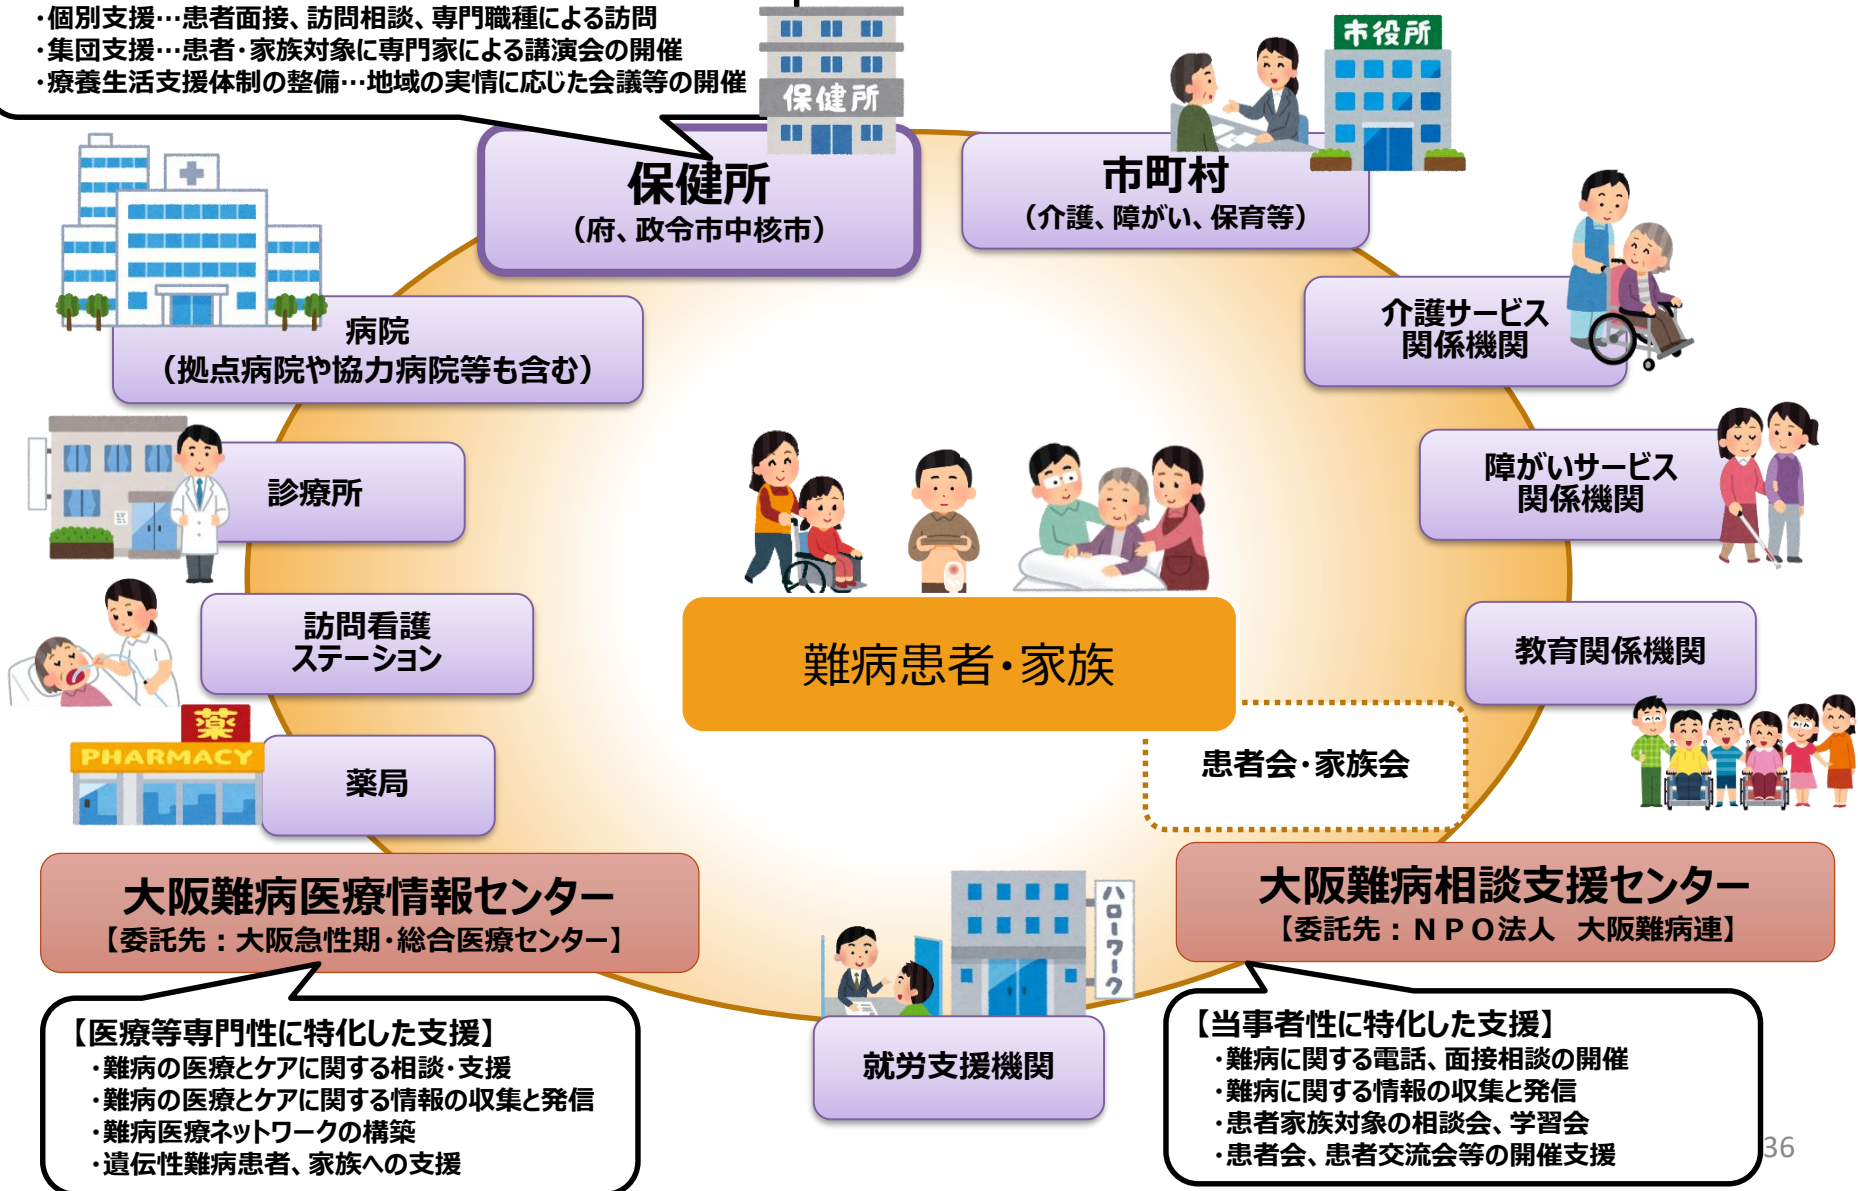 ・個別支援…患者面接、訪問相談、専門職種による訪問
・集団支援…患者・家族対象に専門家による講演会の開催
・療養生活支援体制の整備…地域の実情に応じた会議等の開催
保健所
市役所
保健所
（府、政令市中核市）
市町村
（介護、障がい、保育等）
病院
（拠点病院や協力病院等も含む）
介護サービス
関係機関
診療所
障がいサービス
関係機関
訪問看護
ステーション
難病患者・家族
教育関係機関
薬
PHARMACY
薬局
患者会・家族会
大阪難病医療情報センター
【委託先：大阪急性期・総合医療センター】
ハローワーク
大阪難病相談支援センター
【委託先：ＮＰＯ法人　大阪難病連】
【医療等専門性に特化した支援】
・難病の医療とケアに関する相談・支援
・難病の医療とケアに関する情報の収集と発信
・難病医療ネットワークの構築
・遺伝性難病患者、家族への支援
就労支援機関
【当事者性に特化した支援】
・難病に関する電話、面接相談の開催
・難病に関する情報の収集と発信
・患者家族対象の相談会、学習会
・患者会、患者交流会等の開催支援
36